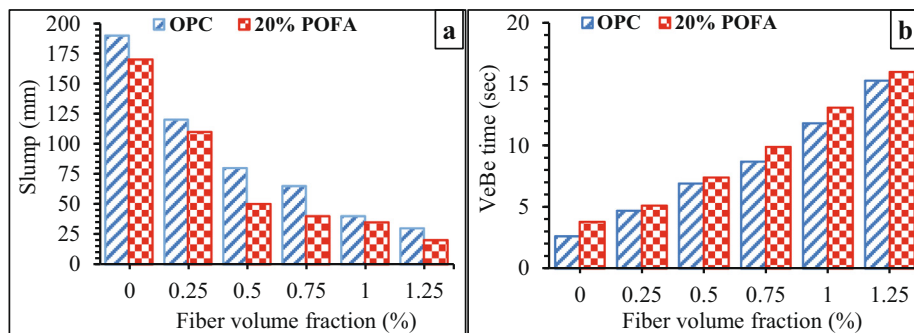 OPC 20% POFA
a
200
175
150
125
100
75
50
25
0
Slump (mm)
0 0.25 0.5 0.75 1 1.25
Fiber volume fraction (%)
OPC 20% POFA
b
20
15
10
5
0
VeBe time (sec)
0 0.25 0.5 0.75 1 1.25
Fiber volume fraction (%)